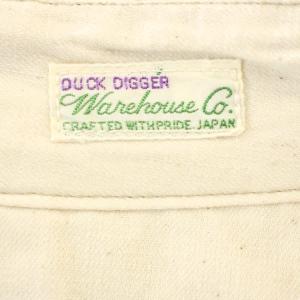 DUCK DIGGER
Warehouse Co.
CRAFTED WITH PRIDE JAPAN